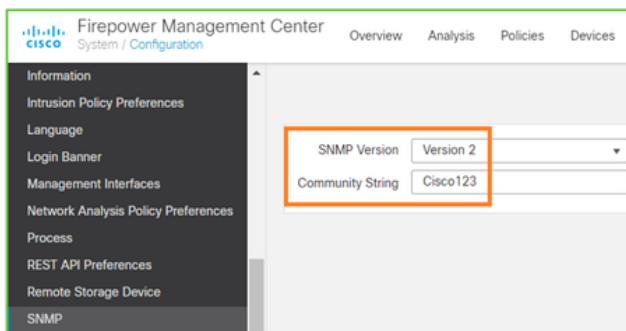 Firepower Management Center
CISCO System / Configuration
Overview Analysis Policies Devices
Information
Intrusion Policy Preferences
Language
Login Banner
Management Interfaces
Network Analysis Policy Preferences
Process
REST API Preferences
Remote Storage Device
SNMP
SNMP Version Version 2
Community String Cisco123